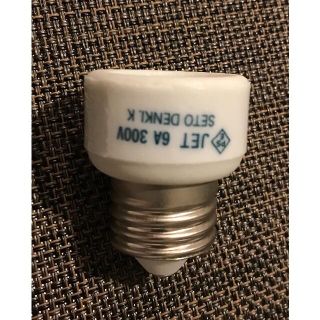 JET 6A 300V
SETO DENKI. K